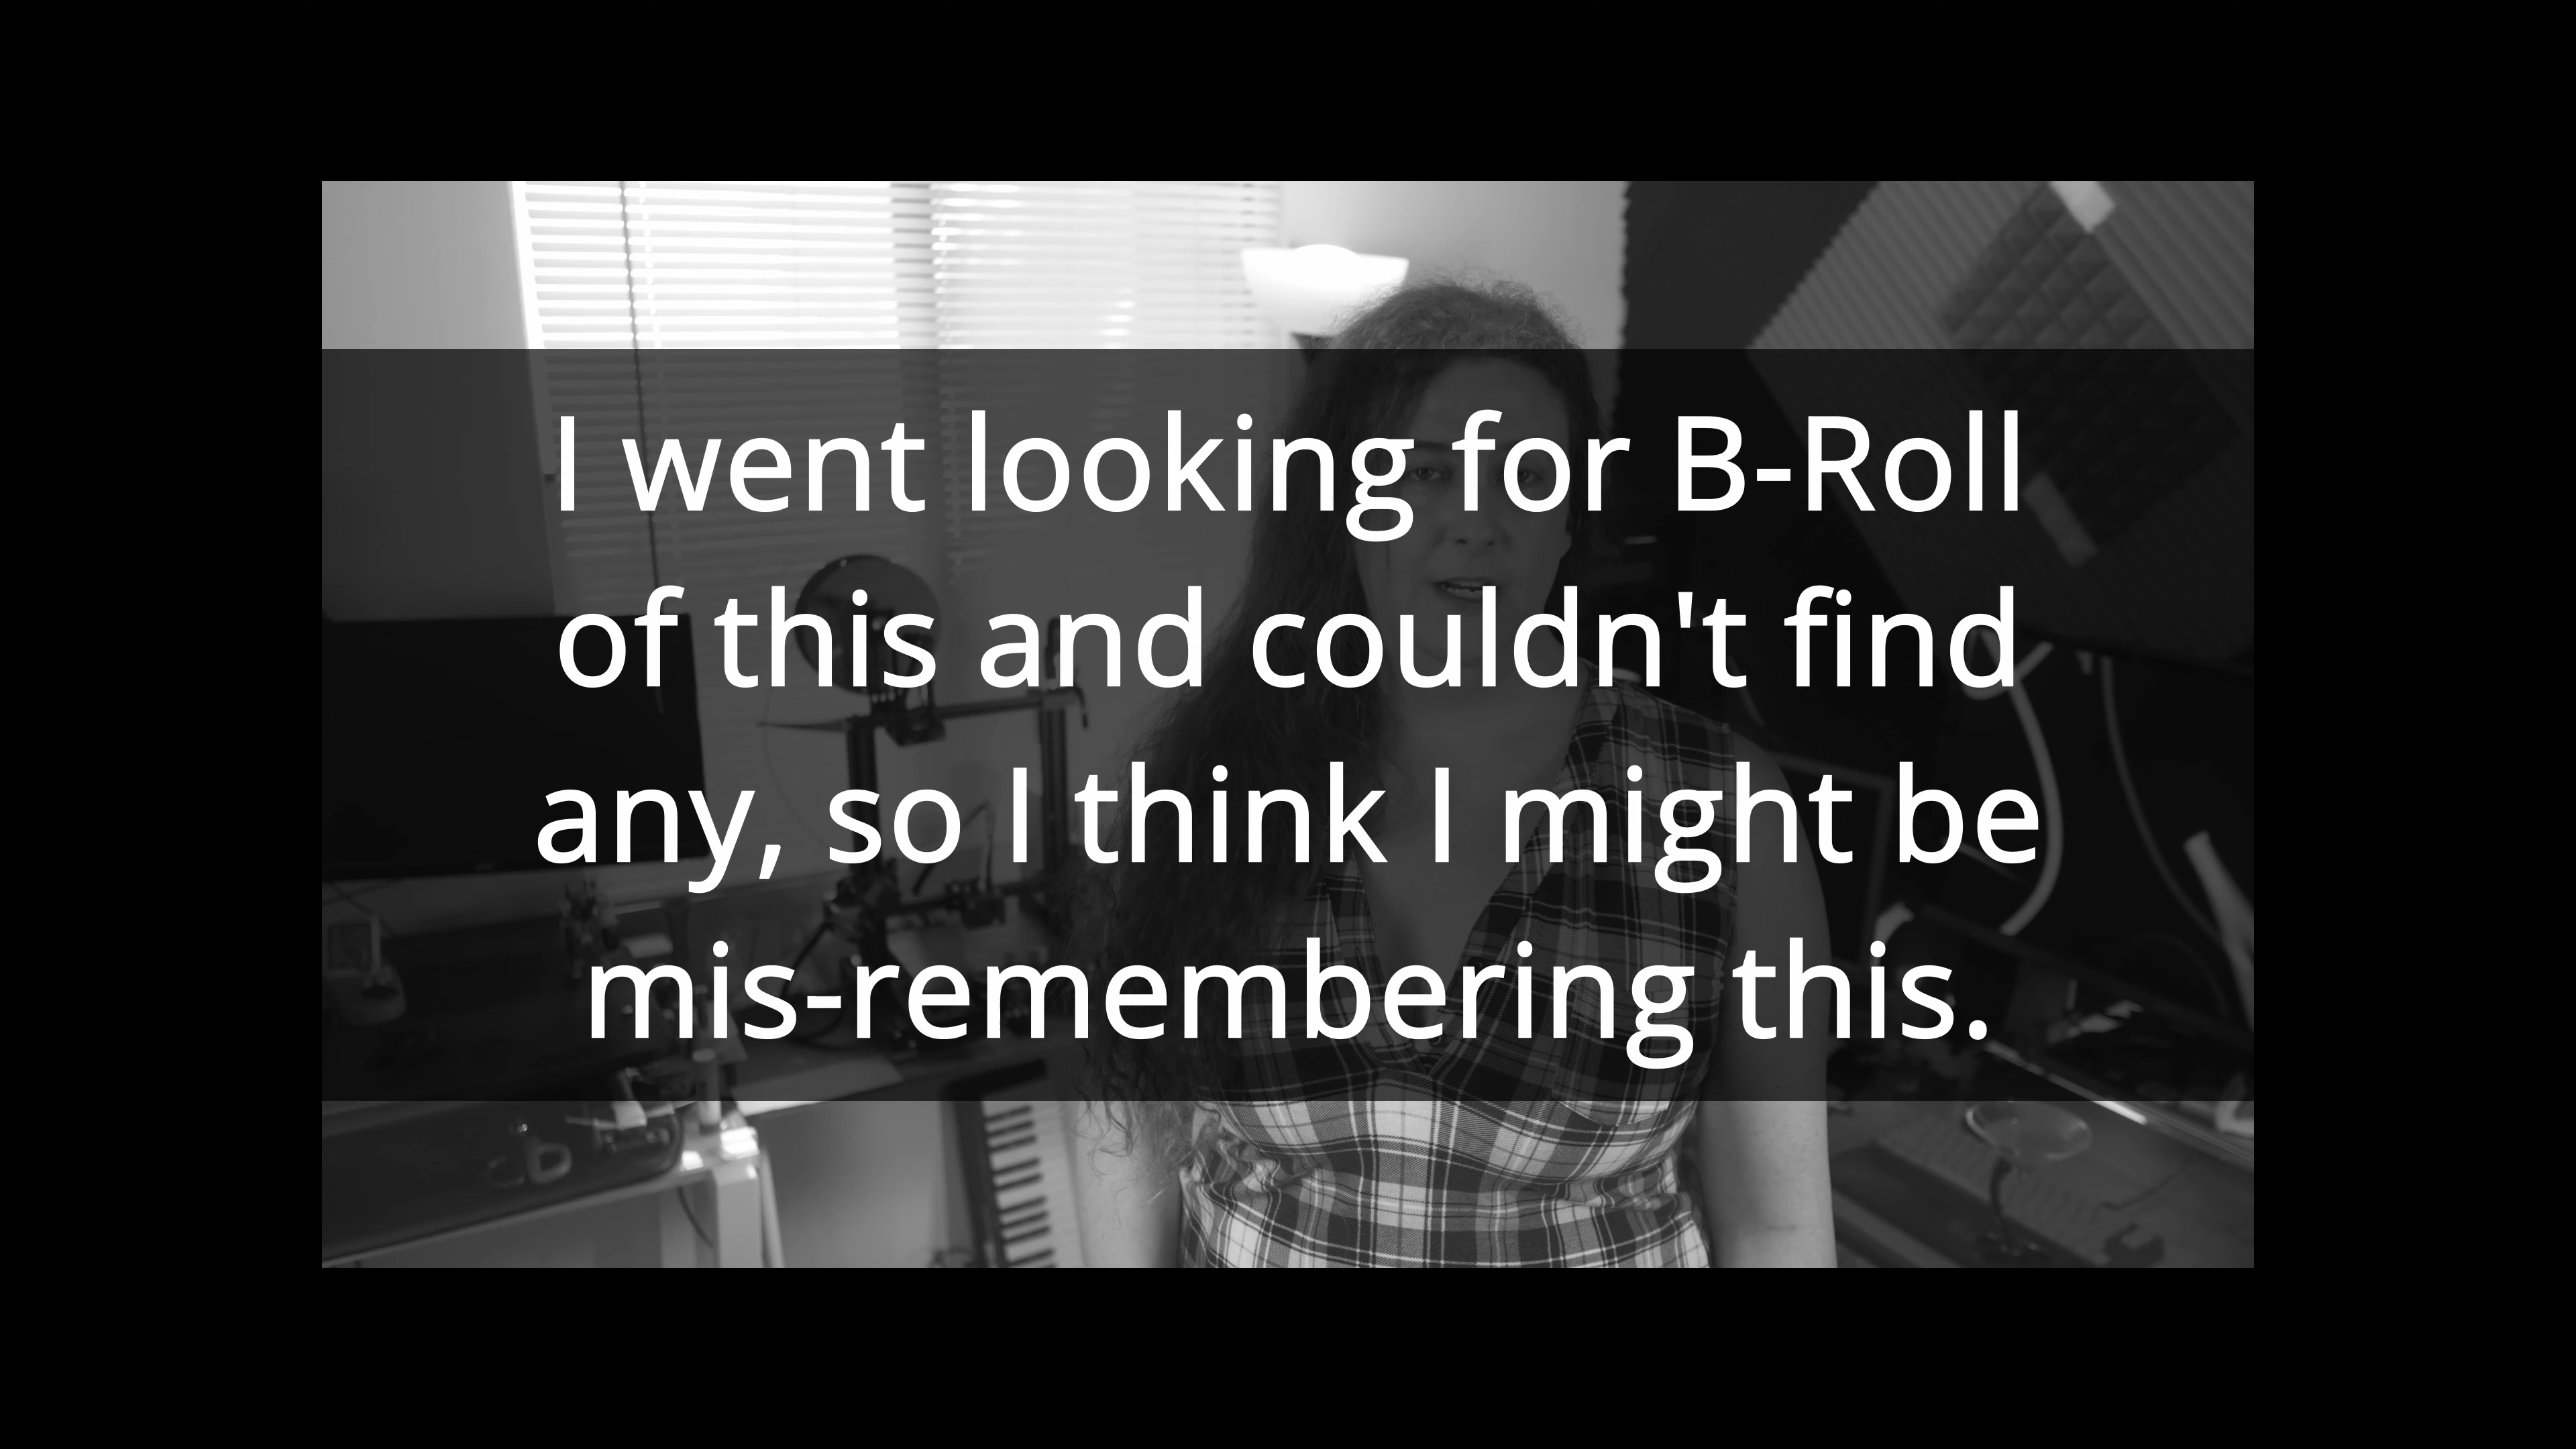 I went looking for B-Roll
of this and couldn't find
any, so I think I might be
mis-remembering this.